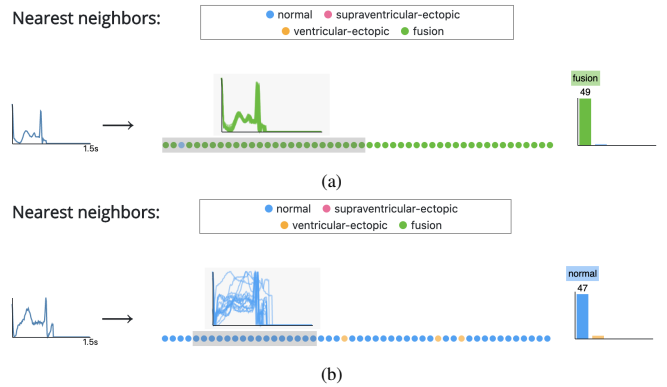 Nearest neighbors:
normal supraventricular-ectopic
ventricular-ectopic fusion
fusion
49
1.5s
(a)
Nearest neighbors:
normal supraventricular-ectopic
ventricular-ectopic fusion
normal
47
1.5s
(b)